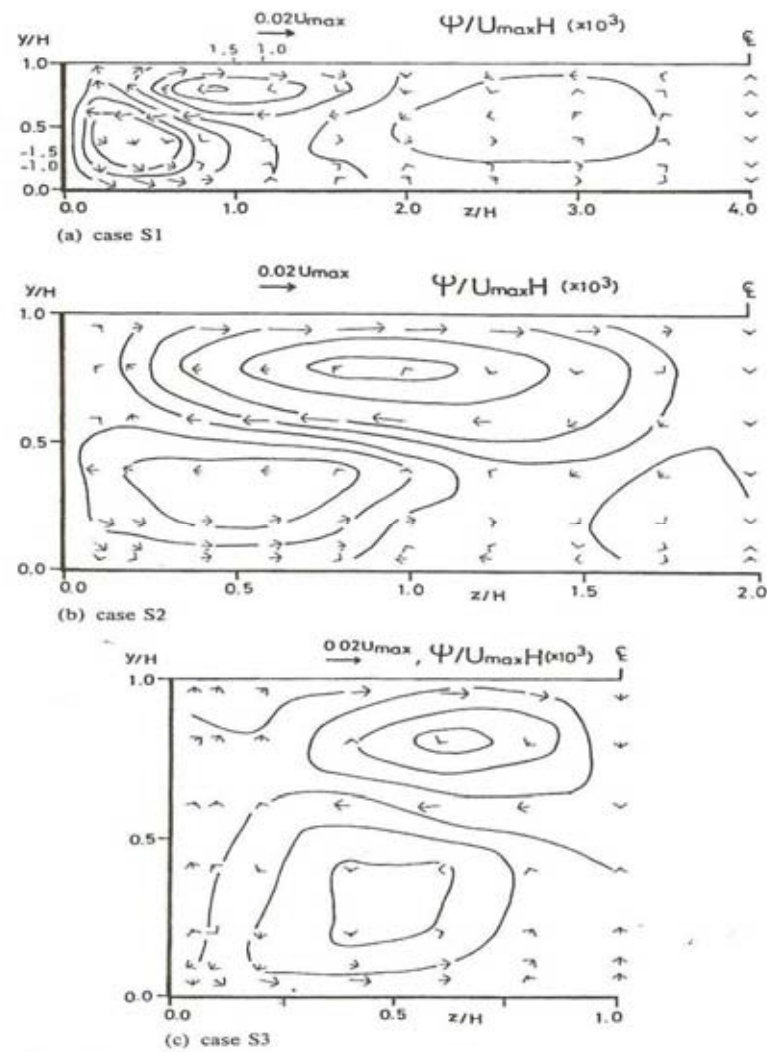 0.02Umax Ψ/UmaxH (×10³)
y/H 1.5 1.0 ℄
1.0
0.5
-1.5
-1.0
0.0
0.0 1.0 2.0 z/H 3.0 4.0
(a) case S1
0.02Umax Ψ/UmaxH (×10³) ℄
y/H
1.0
0.5
0.0
0.0 0.5 1.0 z/H 1.5 2.0
(b) case S2
y/H 0.02Umax , Ψ/UmaxH(×10³) ℄
1.0
0.5
0.0
0.0 0.5 z/H 1.0
(c) case S3